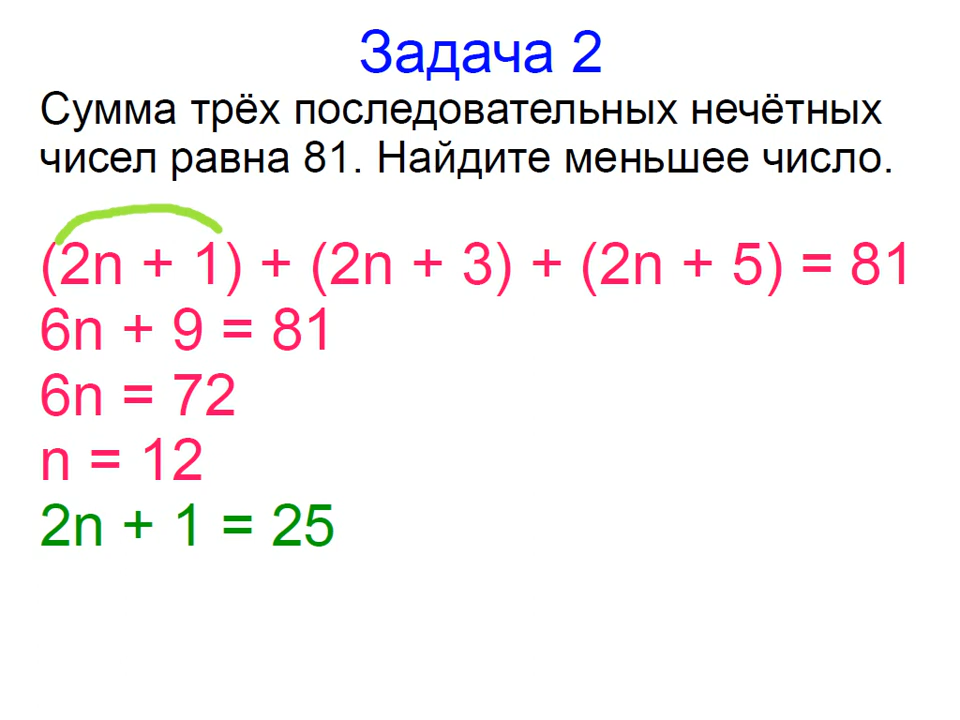 Задача 2
Сумма трёх последовательных нечётных
чисел равна 81. Найдите меньшее число.
(2n + 1) + (2n + 3) + (2n + 5) = 81
6n + 9 = 81
6n = 72
n = 12
2n + 1 = 25